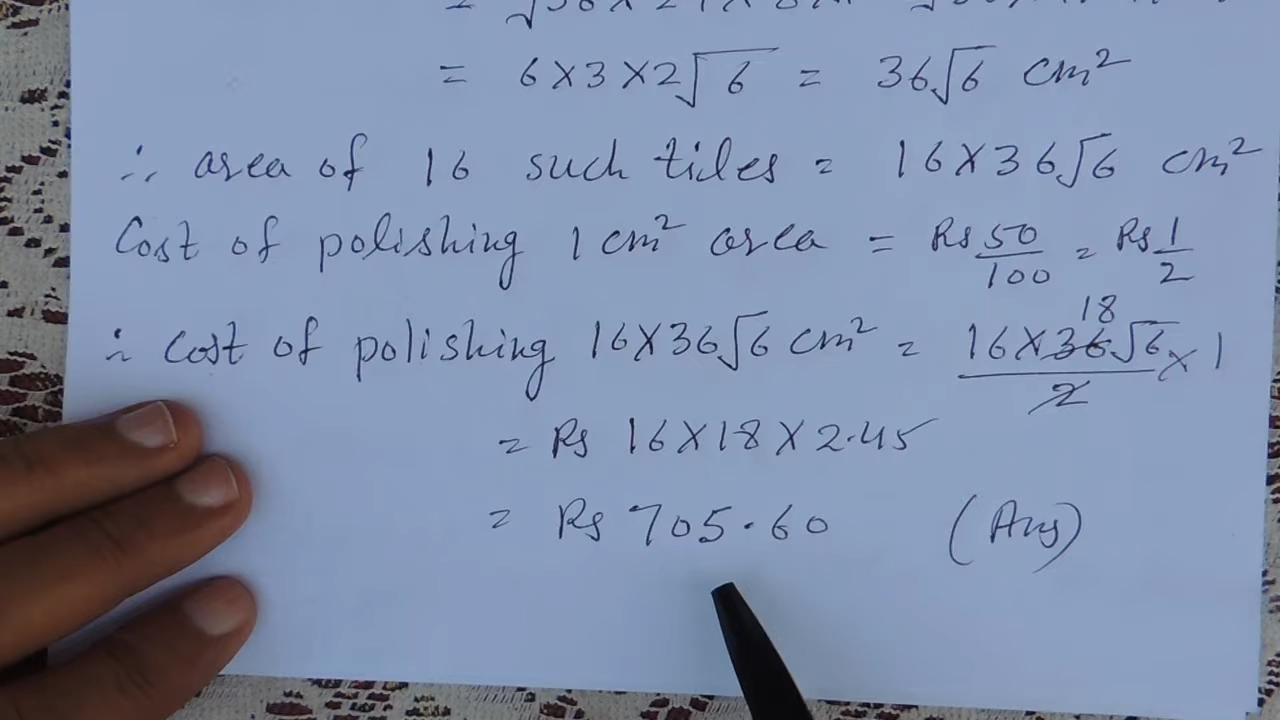 = 6×3×2√6 = 36√6 cm²
∴ area of 16 such tiles = 16×36√6 cm²
Cost of polishing 1 cm² area = Rs 50/100 = Rs 1/2
18
∴ Cost of polishing 16×36√6 cm² = 16×36√6/2 × 1
= Rs 16×18×2.45
= Rs 705.60 (Ans)